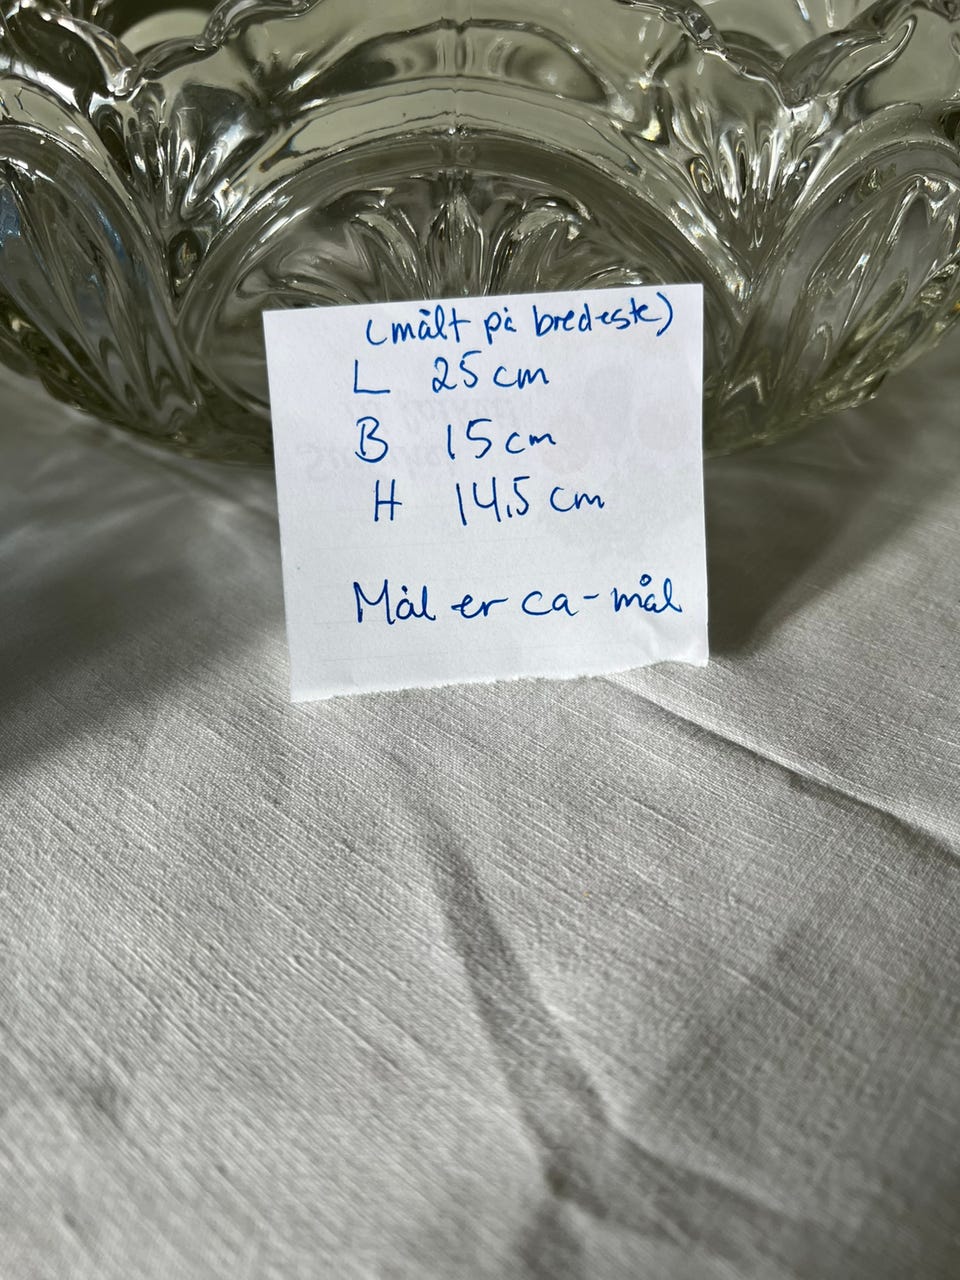 (målt på bredeste)
L 25 cm
B 15 cm
H 14,5 cm
Mål er ca-mål